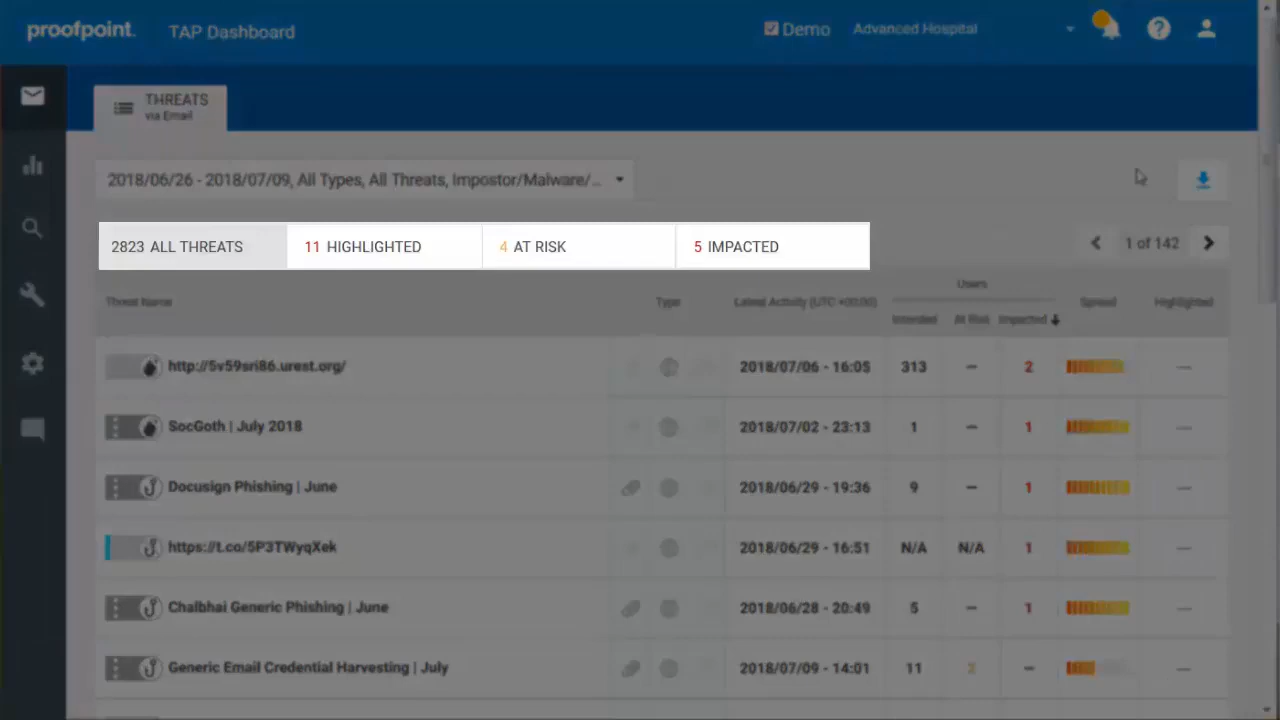 proofpoint. TAP Dashboard Demo Advanced Hospital
THREATS
via Email
2018/06/26 - 2018/07/09, All Types, All Threats, Impostor/Malware/...
2823 ALL THREATS 11 HIGHLIGHTED 4 AT RISK 5 IMPACTED 1 of 142
Users
Threat Name Type Latest Activity (UTC +00:00) Spread Highlighted
Intended At Risk Impacted
http://5v59sri86.urest.org/ 2018/07/06 - 16:05 313 – 2 —
SocGoth | July 2018 2018/07/02 - 23:13 1 – 1 —
Docusign Phishing | June 2018/06/29 - 19:36 9 – 1 —
https://t.co/5P3TWyqXek 2018/06/29 - 16:51 N/A N/A 1 —
Chalbhai Generic Phishing | June 2018/06/28 - 20:49 5 – 1 —
Generic Email Credential Harvesting | July 2018/07/09 - 14:01 11 2 – —